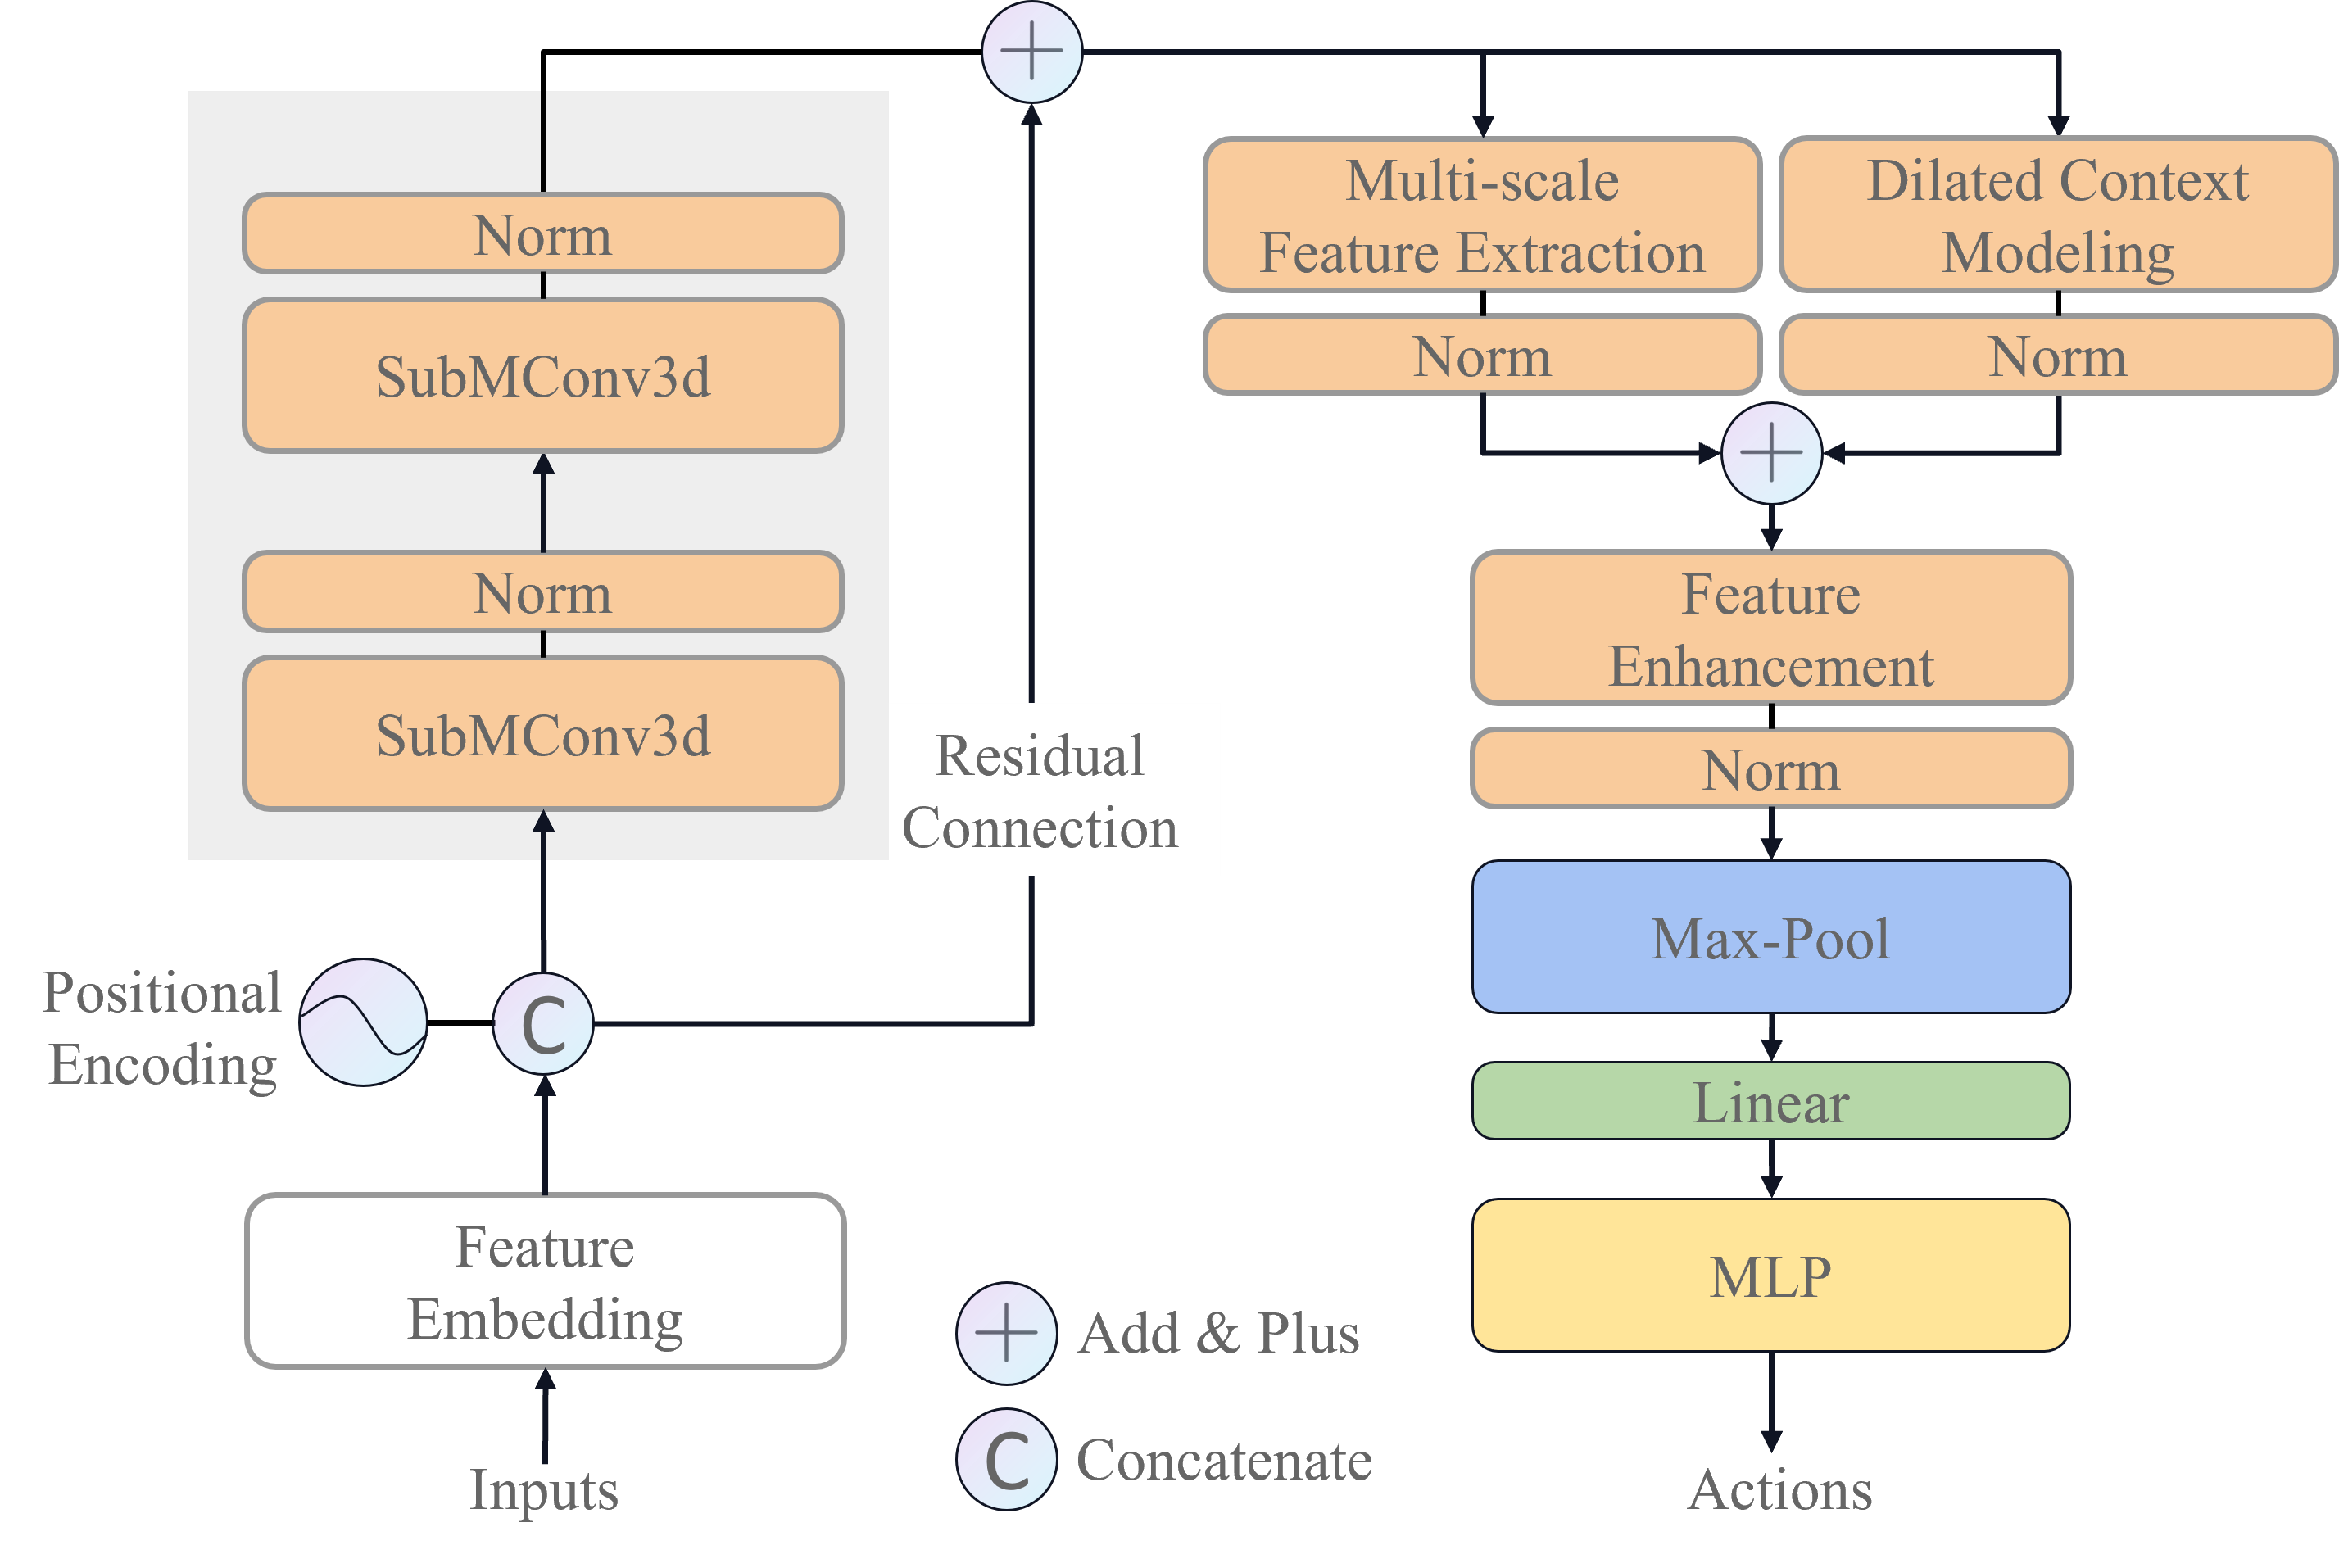 Norm
SubMConv3d
Norm
SubMConv3d
Residual
Connection
Positional
Encoding
C
Feature
Embedding
Inputs
Add & Plus
C
Concatenate
Multi-scale
Feature Extraction
Norm
Dilated Context
Modeling
Norm
Feature
Enhancement
Norm
Max-Pool
Linear
MLP
Actions